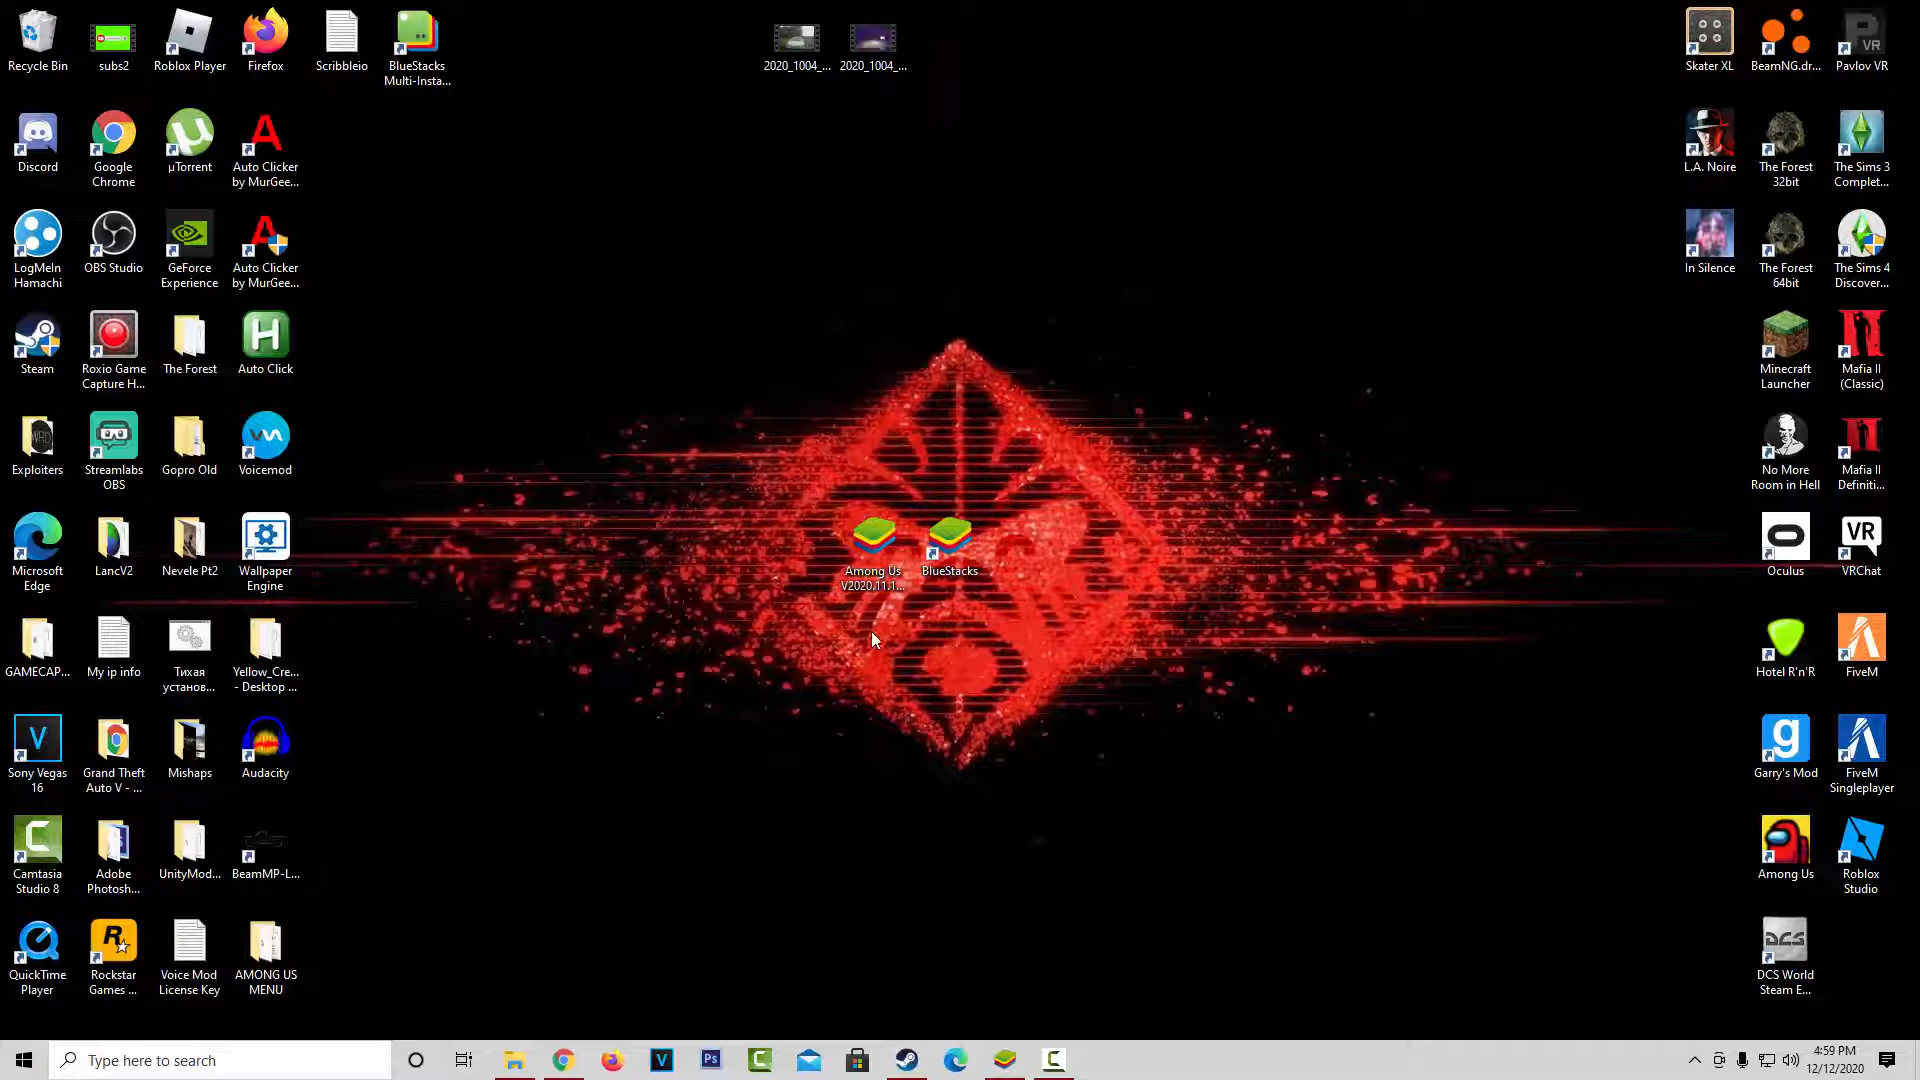 Recycle Bin
subs2
Roblox Player
Firefox
Scribbleio
BlueStacks
Multi-Insta...
2020_1004_...
2020_1004_...
Skater XL
BeamNG.dr...
Pavlov VR
Discord
Google
Chrome
µTorrent
Auto Clicker
by MurGee...
L.A. Noire
The Forest
32bit
The Sims 3
Complet...
LogMeIn
Hamachi
OBS Studio
GeForce
Experience
Auto Clicker
by MurGee...
In Silence
The Forest
64bit
The Sims 4
Discover...
Steam
Roxio Game
Capture H...
The Forest
Auto Click
Minecraft
Launcher
Mafia II
(Classic)
Exploiters
Streamlabs
OBS
Gopro Old
Voicemod
No More
Room in Hell
Mafia II
Definiti...
Microsoft
Edge
LancV2
Nevele Pt2
Wallpaper
Engine
Among Us
V2020.11.1...
BlueStacks
Oculus
VRChat
GAMECAP...
My ip info
Тихая
установ...
Yellow_Cre...
- Desktop ...
Hotel R'n'R
FiveM
Sony Vegas
16
Grand Theft
Auto V - ...
Mishaps
Audacity
Garry's Mod
FiveM
Singleplayer
Camtasia
Studio 8
Adobe
Photosh...
UnityMod...
BeamMP-L...
Among Us
Roblox
Studio
QuickTime
Player
Rockstar
Games ...
Voice Mod
License Key
AMONG US
MENU
DCS World
Steam E...
Type here to search
4:59 PM
12/12/2020